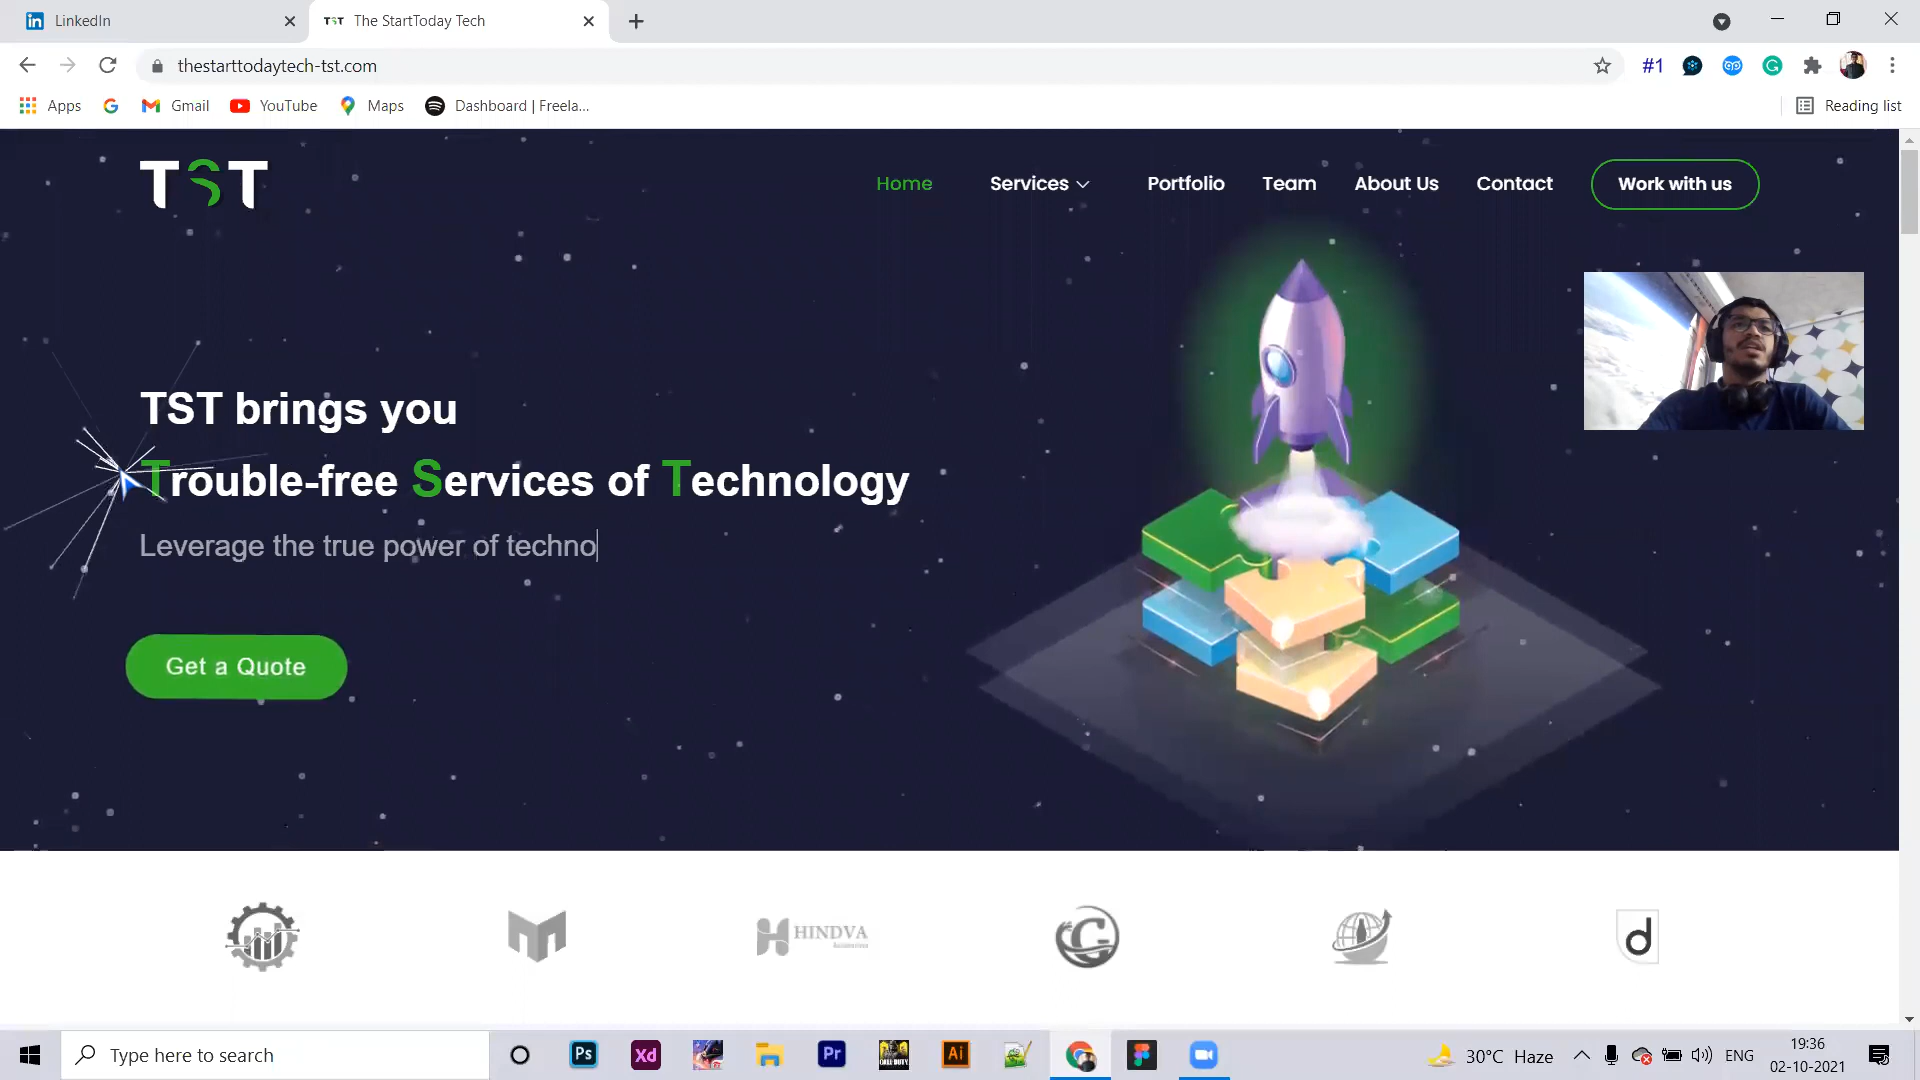 LinkedIn
TST The StartToday Tech
thestarttodaytech-tst.com
#1
Apps
Gmail
YouTube
Maps
Dashboard | Freela...
Reading list
TST
Home
Services
Portfolio
Team
About Us
Contact
Work with us
TST brings you
Trouble-free Services of Technology
Leverage the true power of techno
Get a Quote
HINDVA
d
Type here to search
Ps
Xd
Pr
Ai
30°C Haze
ENG
19:36
02-10-2021